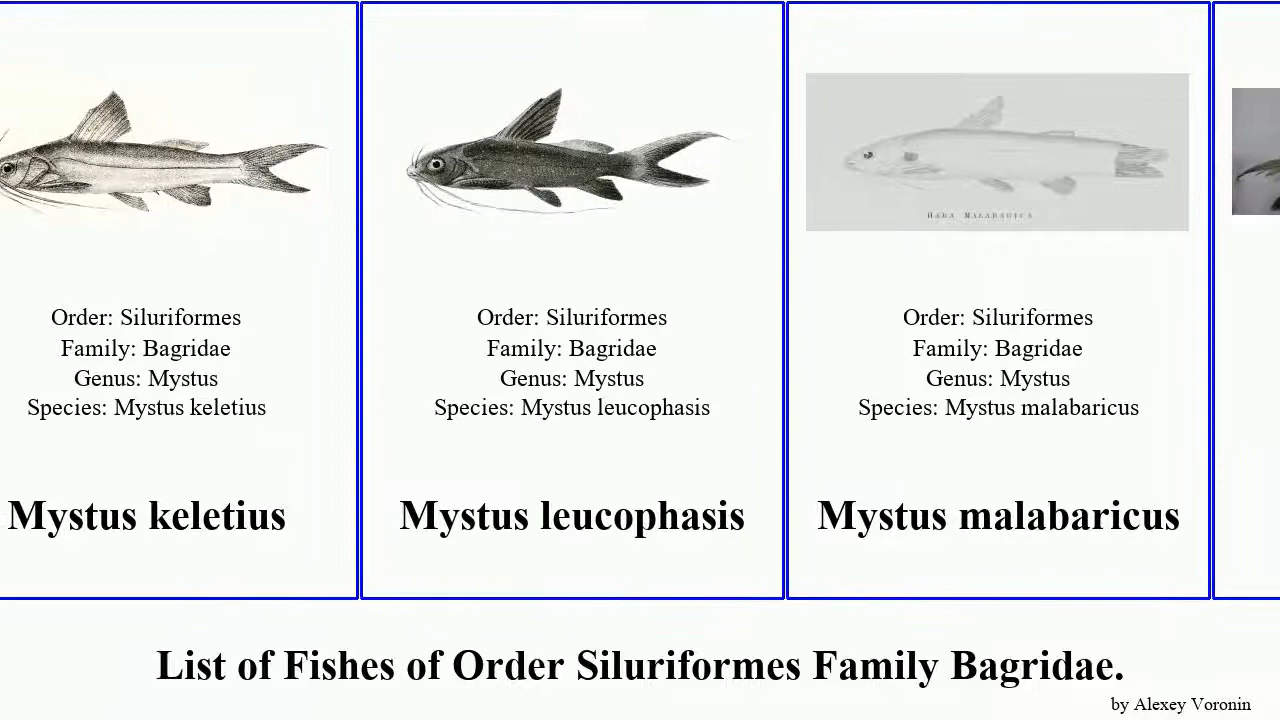 Order: Siluriformes
Family: Bagridae
Genus: Mystus
Species: Mystus keletius
Mystus keletius
Order: Siluriformes
Family: Bagridae
Genus: Mystus
Species: Mystus leucophasis
Mystus leucophasis
HARA MALABARICA
Order: Siluriformes
Family: Bagridae
Genus: Mystus
Species: Mystus malabaricus
Mystus malabaricus
List of Fishes of Order Siluriformes Family Bagridae.
by Alexey Voronin